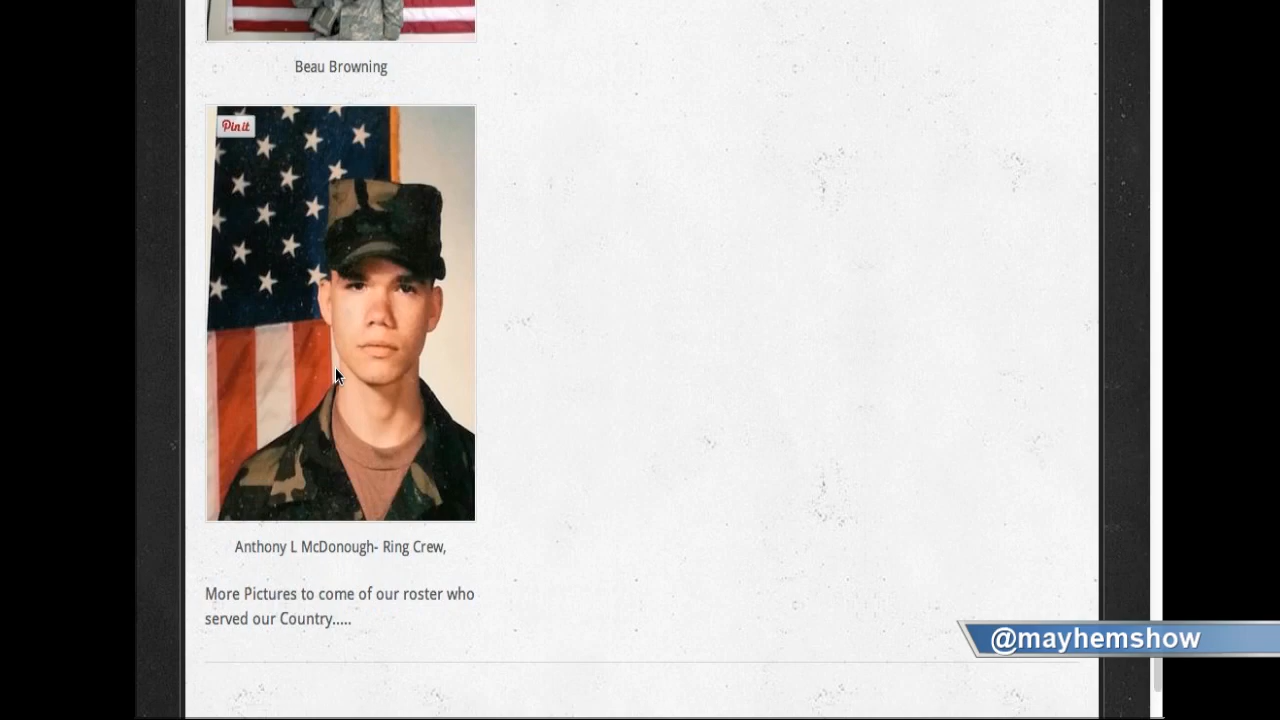 Beau Browning
Pin it
Anthony L McDonough- Ring Crew,
More Pictures to come of our roster who
served our Country.....
@mayhemshow